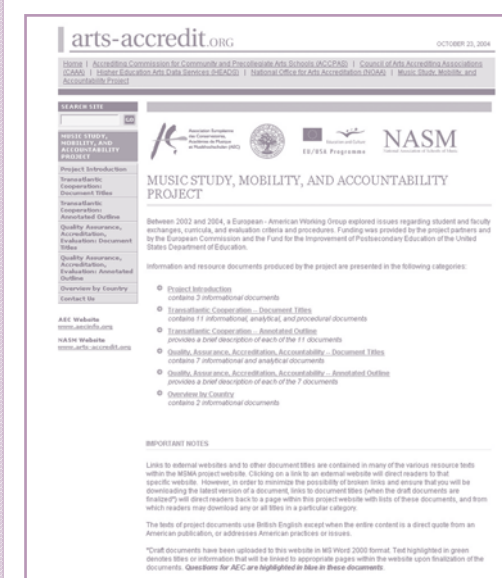 arts-accredit.ORG
OCTOBER 23, 2004
Home | Accrediting Commission for Community and Precollegiate Arts Schools (ACCPAS) | Council of Arts Accrediting Associations
(CAAA) | Higher Education Arts Data Services (HEADS) | National Office for Arts Accreditation (NOAA) | Music Study, Mobility, and
Accountability Project
SEARCH SITE
MUSIC STUDY,
MOBILITY, AND
ACCOUNTABILITY
PROJECT
Project Introduction
Transatlantic
Cooperation:
Document Titles
Transatlantic
Cooperation:
Annotated Outline
Quality Assurance,
Accreditation,
Evaluation: Document
Titles
Quality Assurance,
Accreditation,
Evaluation: Annotated
Outline
Overview by Country
Contact Us
AEC Website
www.aecinfo.org
NASM Website
www.arts-accredit.org
Association Européenne
des Conservatoires,
Académies de Musique
et Musikhochschulen (AEC)
Education and Culture
EU/USA Programme
NASM
MUSIC STUDY, MOBILITY, AND ACCOUNTABILITY
PROJECT
Between 2002 and 2004, a European - American Working Group explored issues regarding student and faculty
exchanges, curricula, and evaluation criteria and procedures. Funding was provided by the project partners and
by the European Commission and the Fund for the Improvement of Postsecondary Education of the United
States Department of Education.
Information and resource documents produced by the project are presented in the following categories:
Project Introduction
contains 3 informational documents
Transatlantic Cooperation – Document Titles
contains 11 informational, analytical, and procedural documents
Transatlantic Cooperation – Annotated Outline
provides a brief description of each of the 11 documents
Quality, Assurance, Accreditation, Accountability – Document Titles
contains 7 informational and analytical documents
Quality, Assurance, Accreditation, Accountability – Annotated Outline
provides a brief description of each of the 7 documents
Overview by Country
contains 2 informational documents
IMPORTANT NOTES
Links to external websites and to other document titles are contained in many of the various resource texts
within the MSMA project website. Clicking on a link to an external website will direct readers to that
specific website. However, in order to minimize the possibility of broken links and ensure that you will be
downloading the latest version of a document, links to document titles (when the draft documents are
finalized*) will direct readers back to a page within this project website with lists of these documents, and from
which readers may download any or all titles in a particular category.
The texts of project documents use British English except when the entire content is a direct quote from an
American publication, or addresses American practices or issues.
*Draft documents have been uploaded to this website in MS Word 2000 format. Text highlighted in green
denotes titles or information that will be linked to appropriate pages within the website upon finalization of the
documents. Questions for AEC are highlighted in blue in these documents.